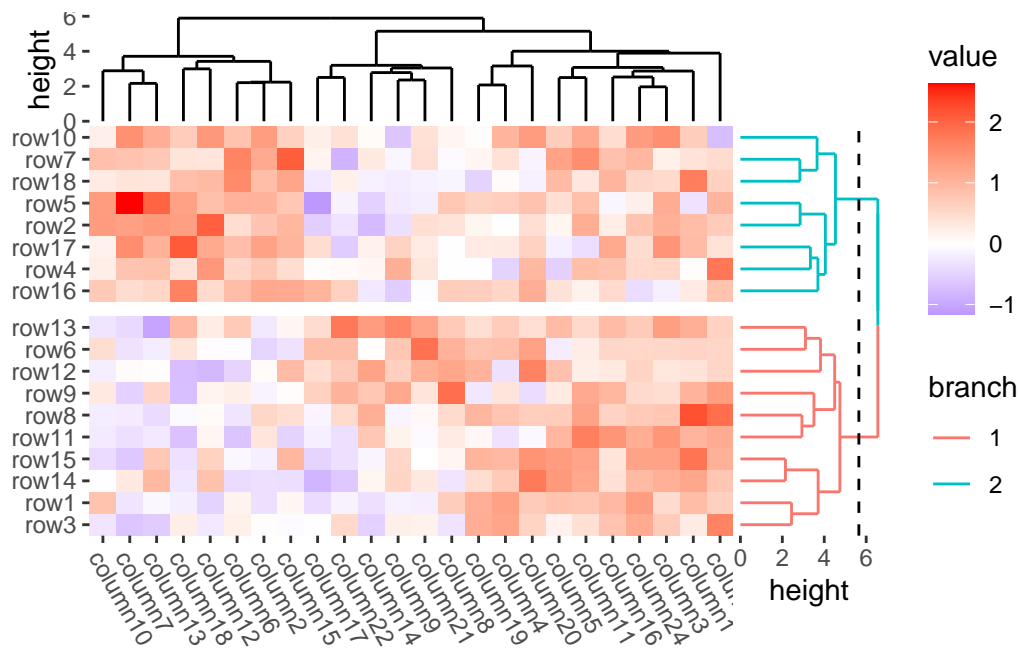 6
4
2
0
height
row10
row7
row18
row5
row2
row17
row4
row16
row13
row6
row12
row9
row8
row11
row15
row14
row1
row3
column10
column7
column13
column18
column12
column6
column2
column15
column17
column22
column14
column9
column21
column8
column19
column4
column20
column5
column11
column16
column24
column3
column1
0
2
4
6
height
value
2
1
0
−1
branch
1
2